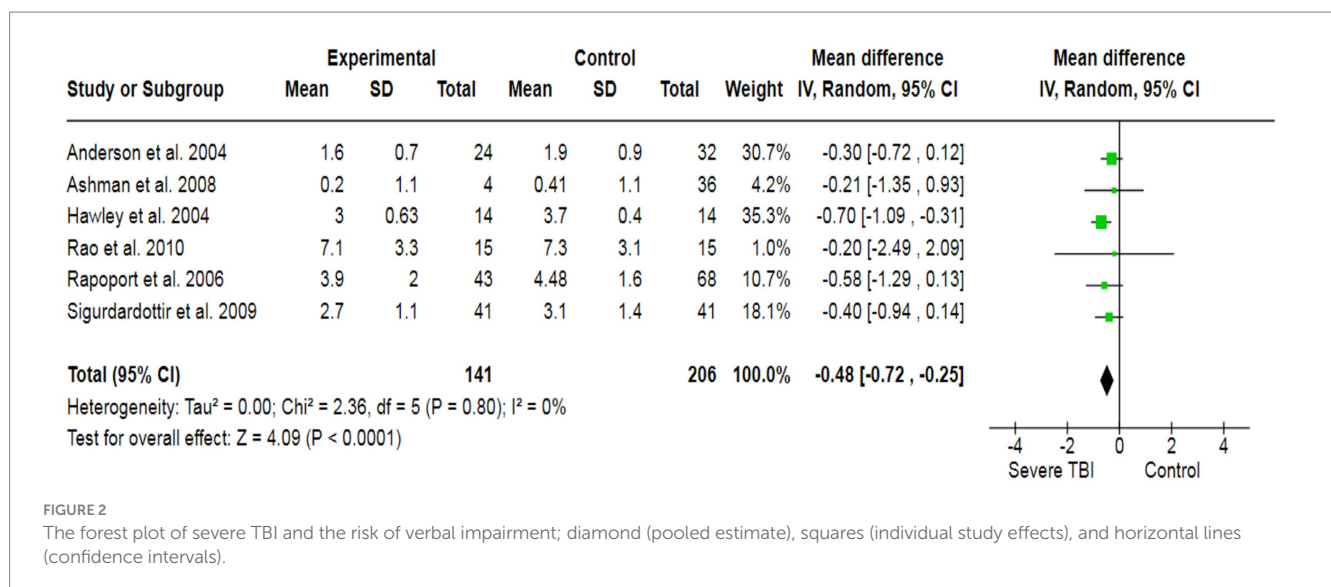 Experimental Control Mean difference Mean difference
Study or Subgroup Mean SD Total Mean SD Total Weight IV, Random, 95% CI IV, Random, 95% CI
Anderson et al. 2004 1.6 0.7 24 1.9 0.9 32 30.7% -0.30 [-0.72 , 0.12]
Ashman et al. 2008 0.2 1.1 4 0.41 1.1 36 4.2% -0.21 [-1.35 , 0.93]
Hawley et al. 2004 3 0.63 14 3.7 0.4 14 35.3% -0.70 [-1.09 , -0.31]
Rao et al. 2010 7.1 3.3 15 7.3 3.1 15 1.0% -0.20 [-2.49 , 2.09]
Rapoport et al. 2006 3.9 2 43 4.48 1.6 68 10.7% -0.58 [-1.29 , 0.13]
Sigurdardottir et al. 2009 2.7 1.1 41 3.1 1.4 41 18.1% -0.40 [-0.94 , 0.14]
Total (95% CI) 141 206 100.0% -0.48 [-0.72 , -0.25]
Heterogeneity: Tau² = 0.00; Chi² = 2.36, df = 5 (P = 0.80); I² = 0%
Test for overall effect: Z = 4.09 (P < 0.0001)
-4 -2 0 2 4
Severe TBI Control
FIGURE 2
The forest plot of severe TBI and the risk of verbal impairment; diamond (pooled estimate), squares (individual study effects), and horizontal lines
(confidence intervals).